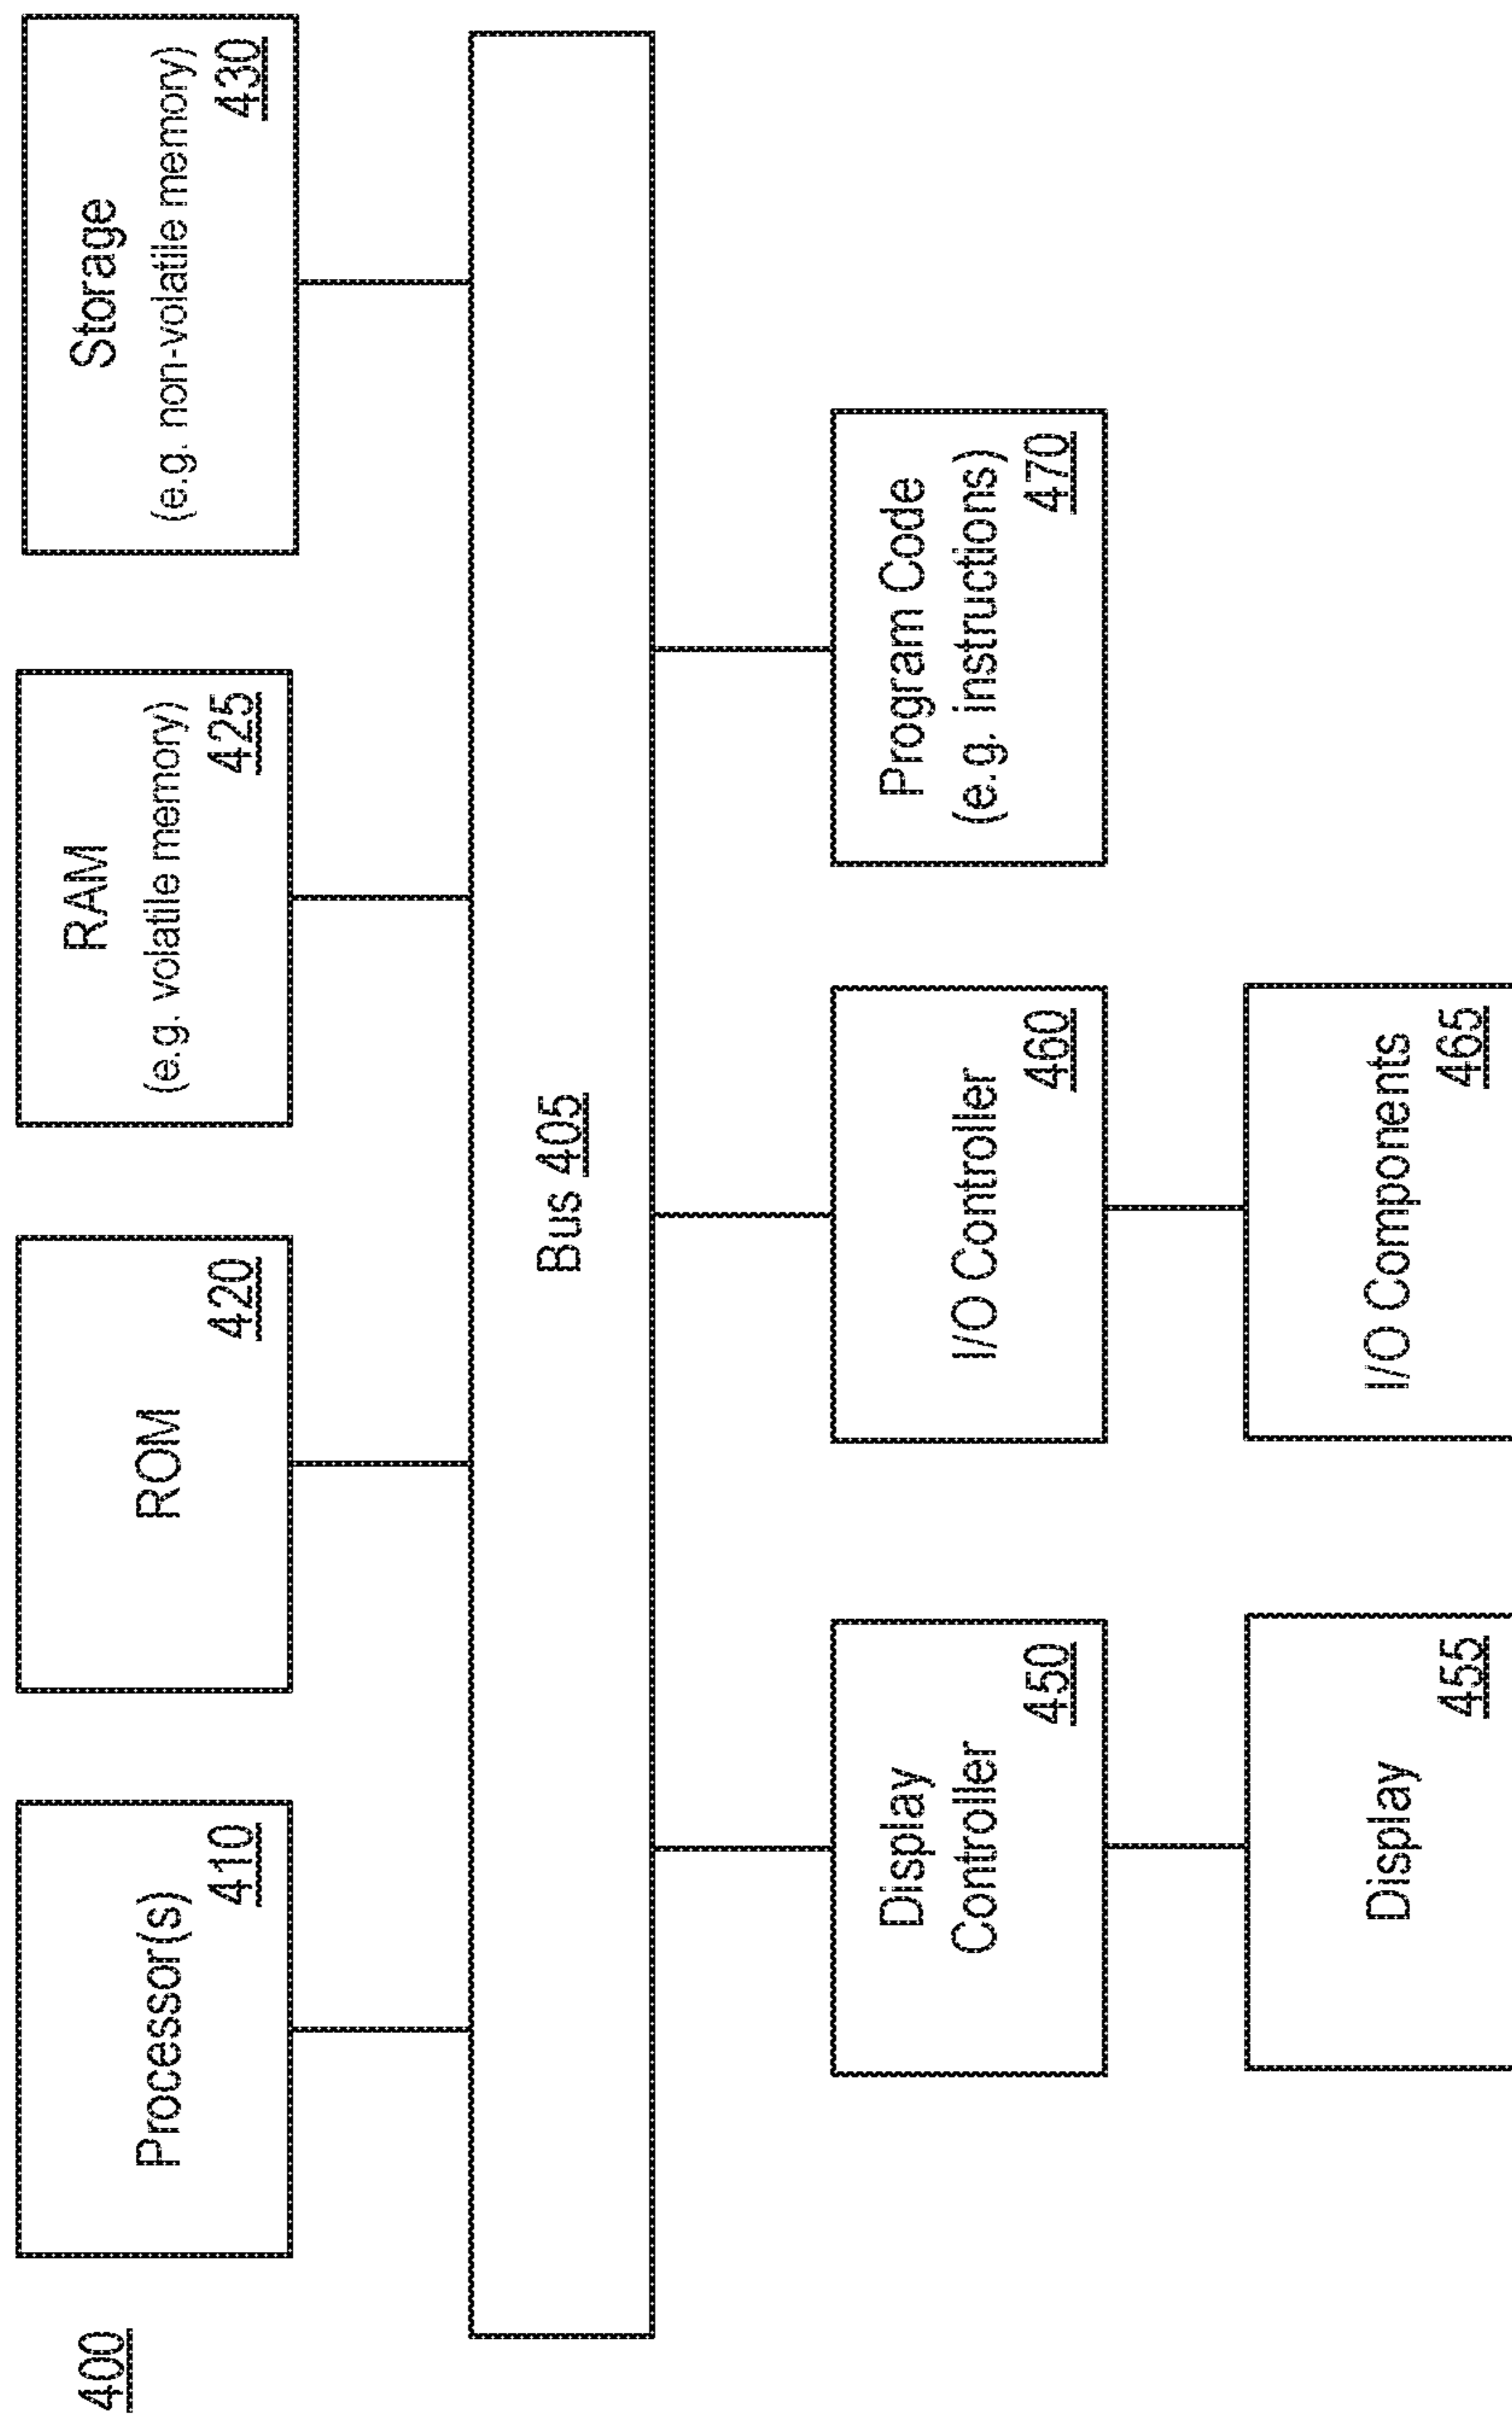 400
Processor(s)
410
ROM
420
RAM
(e.g. volatile memory)
425
Storage
(e.g. non-volatile memory)
430
Bus 405
Display
Controller
450
I/O Controller
460
Program Code
(e.g. instructions)
470
Display
455
I/O Components
465